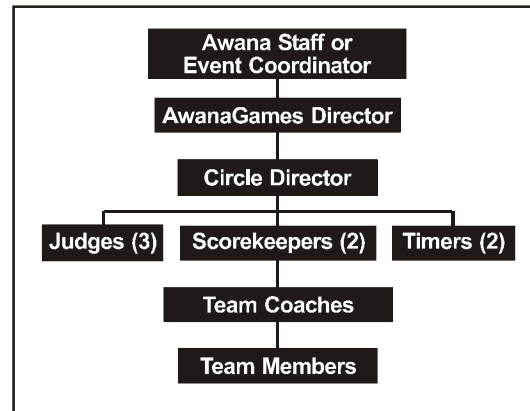 Awana Staff or
Event Coordinator
AwanaGames Director
Circle Director
Judges (3) Scorekeepers (2) Timers (2)
Team Coaches
Team Members